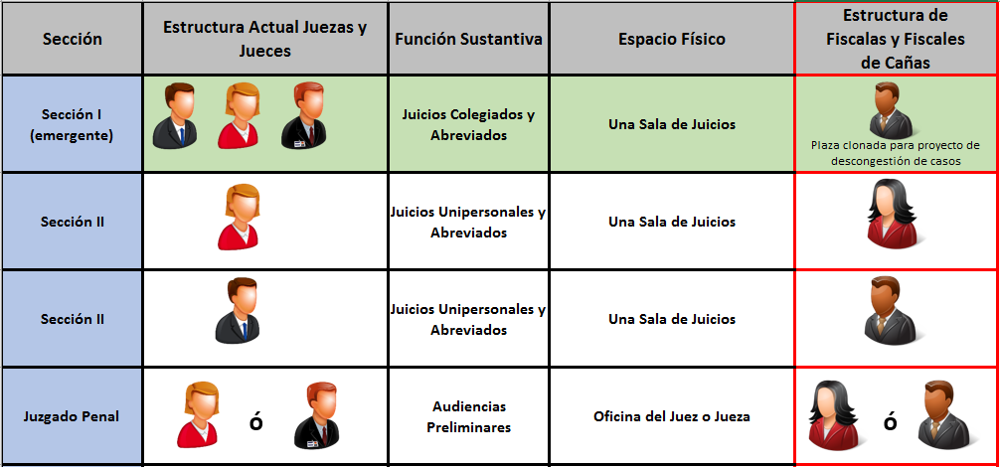 Sección
Estructura Actual Juezas y
Jueces
Función Sustantiva
Espacio Físico
Estructura de
Fiscalas y Fiscales
de Cañas
Sección I
(emergente)
Juicios Colegiados y
Abreviados
Una Sala de Juicios
Plaza clonada para proyecto de
descongestión de casos
Sección II
Juicios Unipersonales y
Abreviados
Una Sala de Juicios
Sección II
Juicios Unipersonales y
Abreviados
Una Sala de Juicios
Juzgado Penal
ó
Audiencias
Preliminares
Oficina del Juez o Jueza
ó